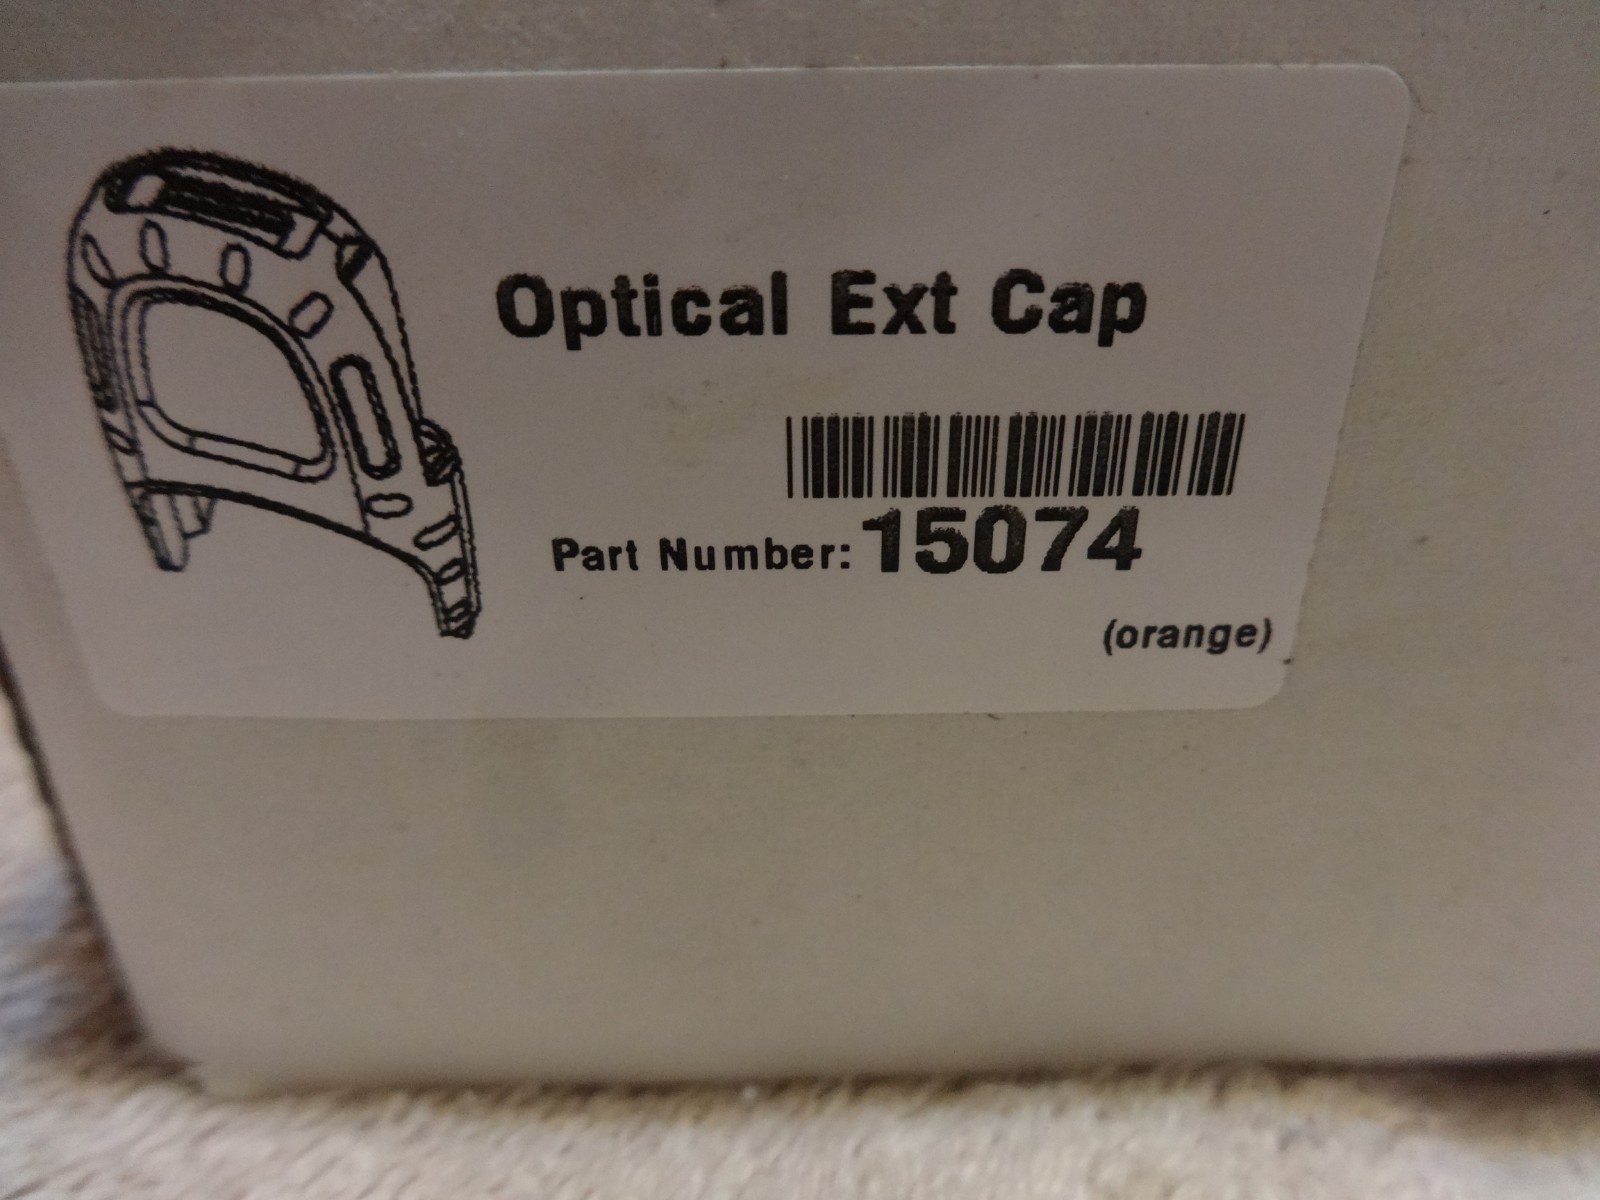 Optical Ext Cap
Part Number: 15074
(orange)